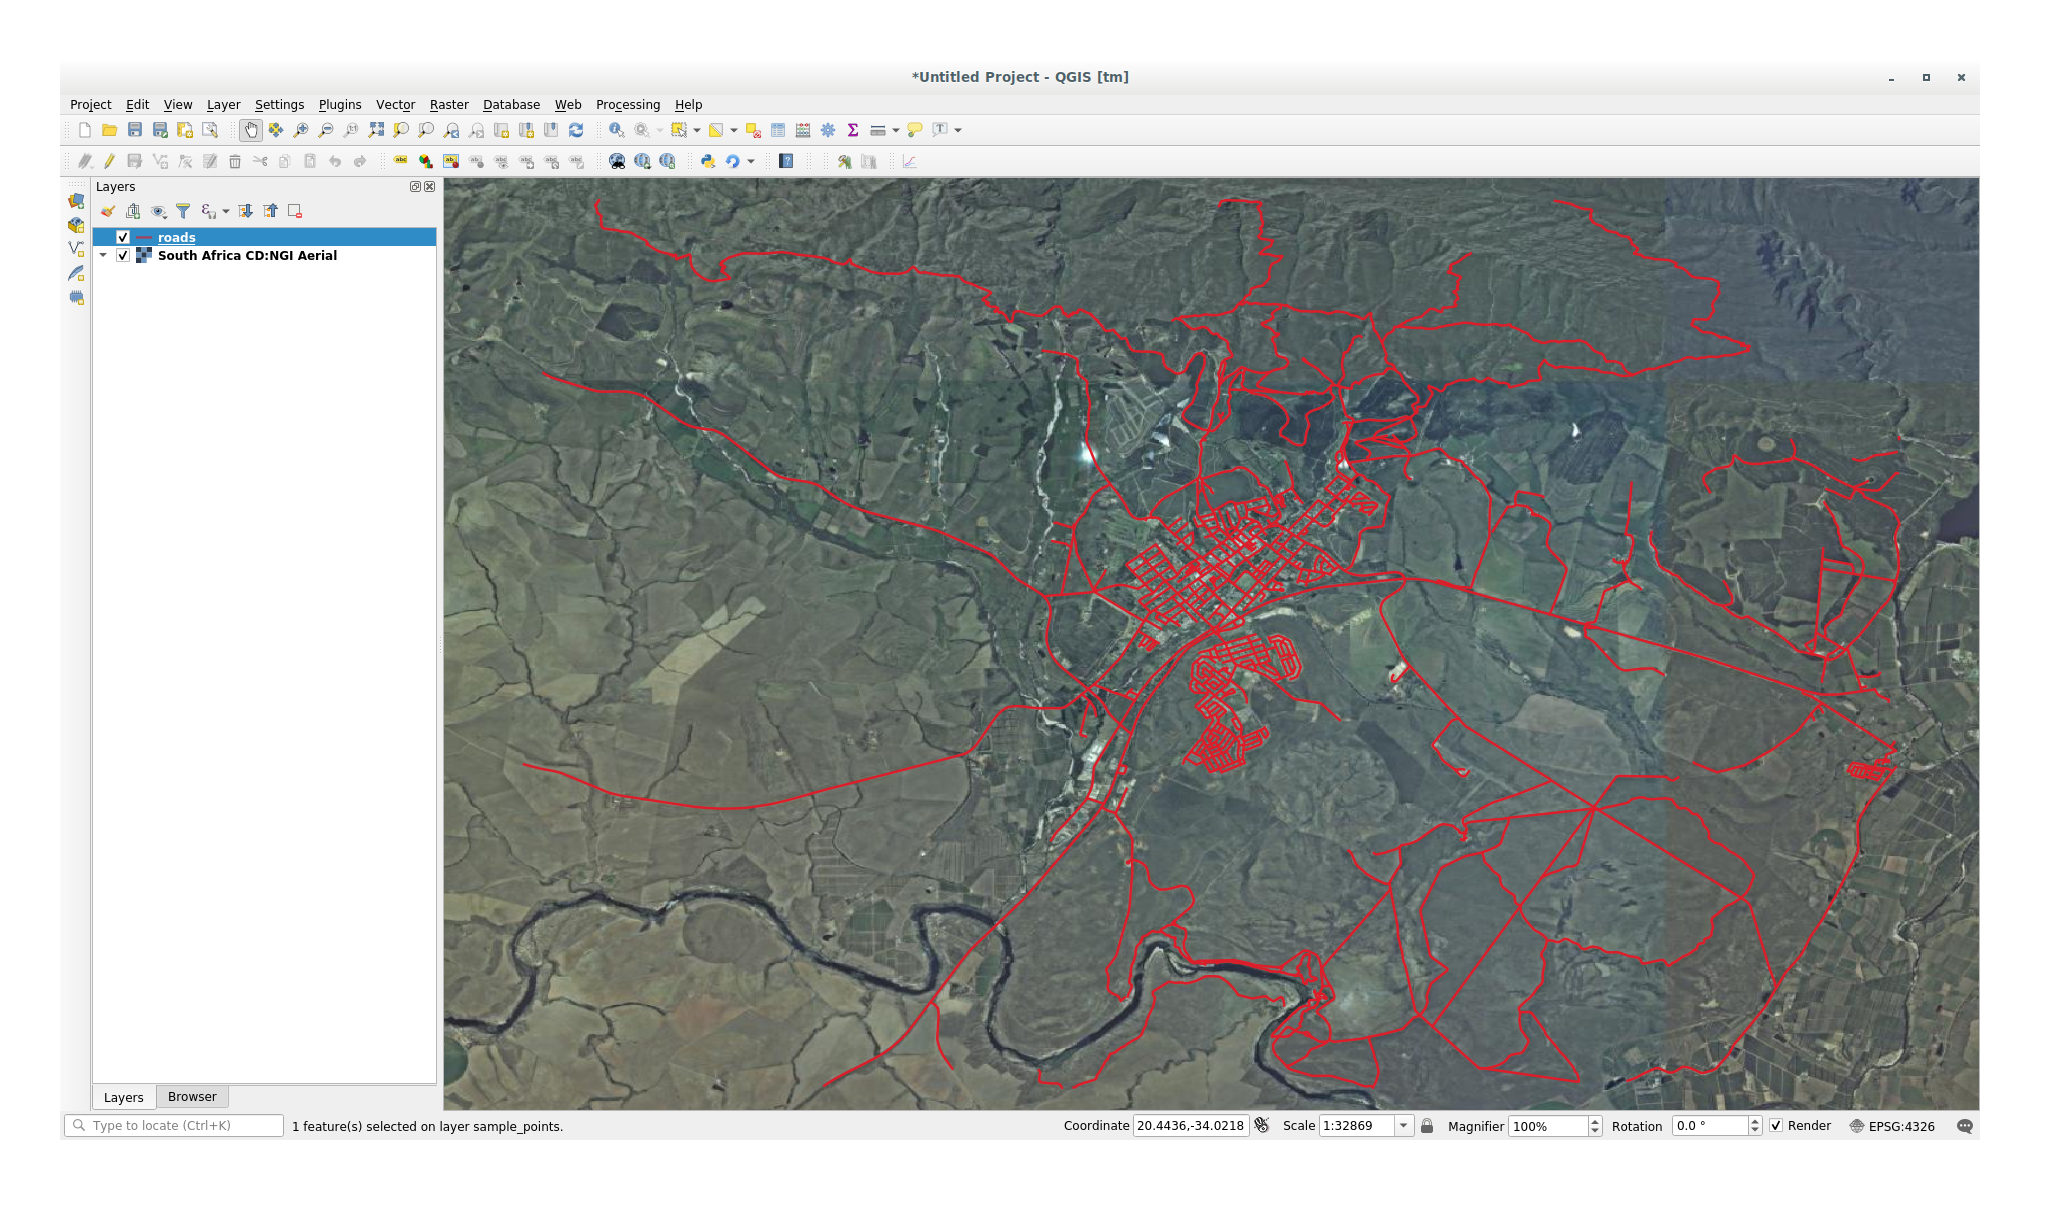 *Untitled Project - QGIS [tm]
Project Edit View Layer Settings Plugins Vector Raster Database Web Processing Help
Layers
roads
South Africa CD:NGI Aerial
Layers Browser
Type to locate (Ctrl+K) 1 feature(s) selected on layer sample_points. Coordinate 20.4436,-34.0218 Scale 1:32869 Magnifier 100% Rotation 0.0 ° Render EPSG:4326